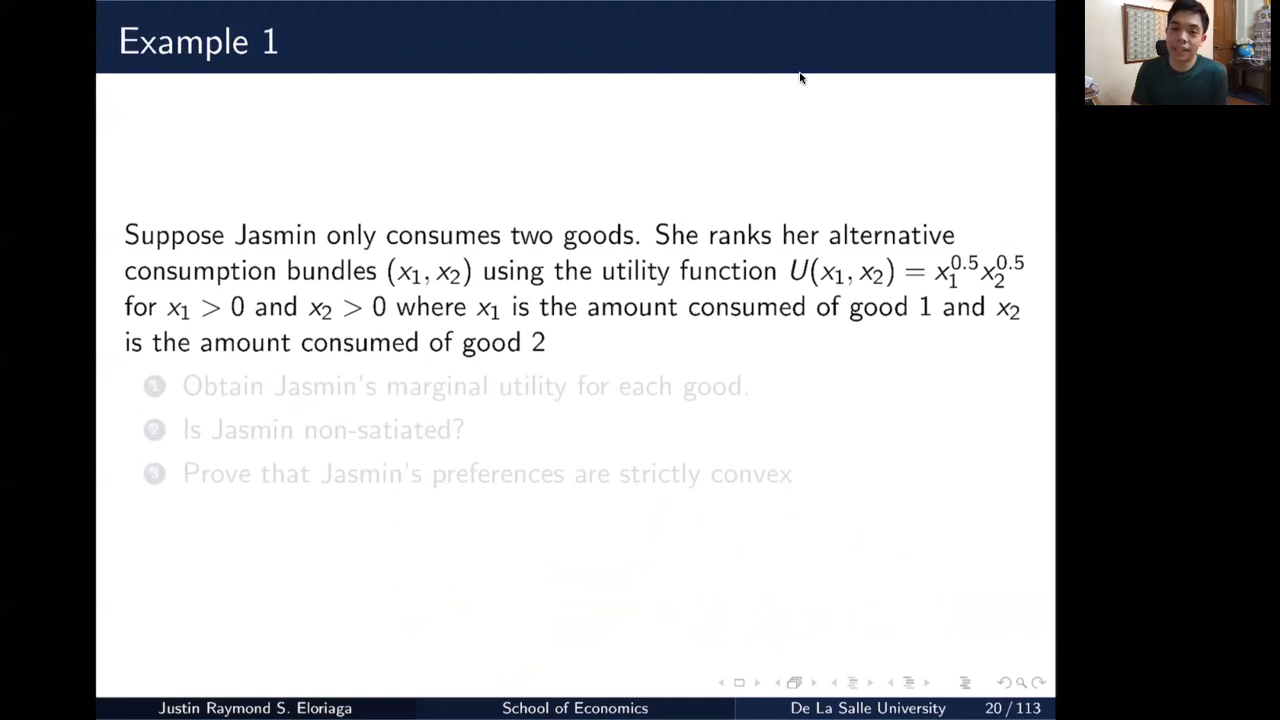 Example 1
Suppose Jasmin only consumes two goods. She ranks her alternative
consumption bundles (x₁, x₂) using the utility function U(x₁, x₂) = x₁^0.5 x₂^0.5
for x₁ > 0 and x₂ > 0 where x₁ is the amount consumed of good 1 and x₂
is the amount consumed of good 2
1 Obtain Jasmin's marginal utility for each good.
2 Is Jasmin non-satiated?
3 Prove that Jasmin's preferences are strictly convex
Justin Raymond S. Eloriaga School of Economics De La Salle University 20 / 113